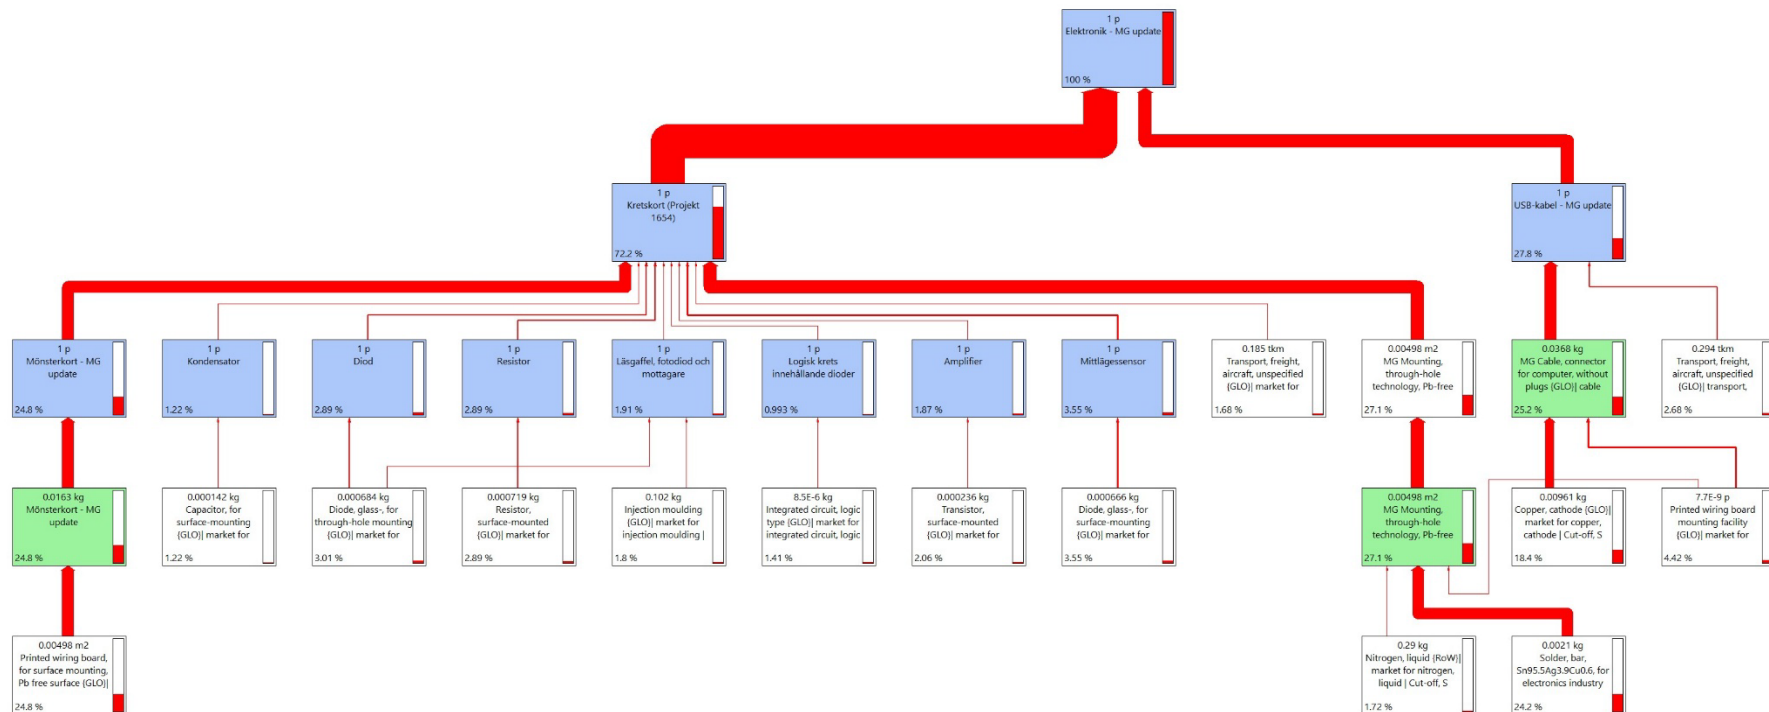 1 p
Elektronik - MG update
100 %
1 p
Kretskort (Projekt
1654)
72.2 %
1 p
USB-kabel - MG update
27.8 %
1 p
Mönsterkort - MG
update
24.8 %
1 p
Kondensator
1.22 %
1 p
Diod
2.89 %
1 p
Resistor
2.89 %
1 p
Läsgaffel, fotodiod och
mottagare
1.91 %
1 p
Logisk krets
innehållande dioder
0.993 %
1 p
Amplifier
1.87 %
1 p
Mittlägessensor
3.55 %
0.185 tkm
Transport, freight,
aircraft, unspecified
{GLO}| market for
1.68 %
0.00498 m2
MG Mounting,
through-hole
technology, Pb-free
27.1 %
0.0368 kg
MG Cable, connector
for computer, without
plugs {GLO}| cable
25.2 %
0.294 tkm
Transport, freight,
aircraft, unspecified
{GLO}| transport,
2.68 %
0.0163 kg
Mönsterkort - MG
update
24.8 %
0.000142 kg
Capacitor, for
surface-mounting
{GLO}| market for
1.22 %
0.000684 kg
Diode, glass-, for
through-hole mounting
{GLO}| market for
3.01 %
0.000719 kg
Resistor,
surface-mounted
{GLO}| market for
2.89 %
0.102 kg
Injection moulding
{GLO}| market for
injection moulding |
1.8 %
8.5E-6 kg
Integrated circuit, logic
type {GLO}| market for
integrated circuit, logic
1.41 %
0.000236 kg
Transistor,
surface-mounted
{GLO}| market for
2.06 %
0.000666 kg
Diode, glass-, for
surface-mounting
{GLO}| market for
3.55 %
0.00498 m2
MG Mounting,
through-hole
technology, Pb-free
27.1 %
0.00961 kg
Copper, cathode {GLO}|
market for copper,
cathode | Cut-off, S
18.4 %
7.7E-9 p
Printed wiring board
mounting facility
{GLO}| market for
4.42 %
0.00498 m2
Printed wiring board,
for surface mounting,
Pb free surface {GLO}|
24.8 %
0.29 kg
Nitrogen, liquid {RoW}|
market for nitrogen,
liquid | Cut-off, S
1.72 %
0.0021 kg
Solder, bar,
Sn95.5Ag3.9Cu0.6, for
electronics industry
24.2 %